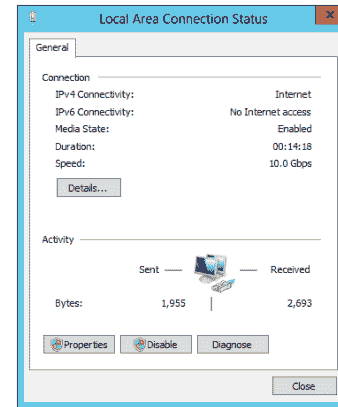 Local Area Connection Status
x
General
Connection
IPv4 Connectivity: Internet
IPv6 Connectivity: No Internet access
Media State: Enabled
Duration: 00:14:18
Speed: 10.0 Gbps
Details...
Activity
Sent Received
Bytes: 1,955 2,693
Properties Disable Diagnose
Close